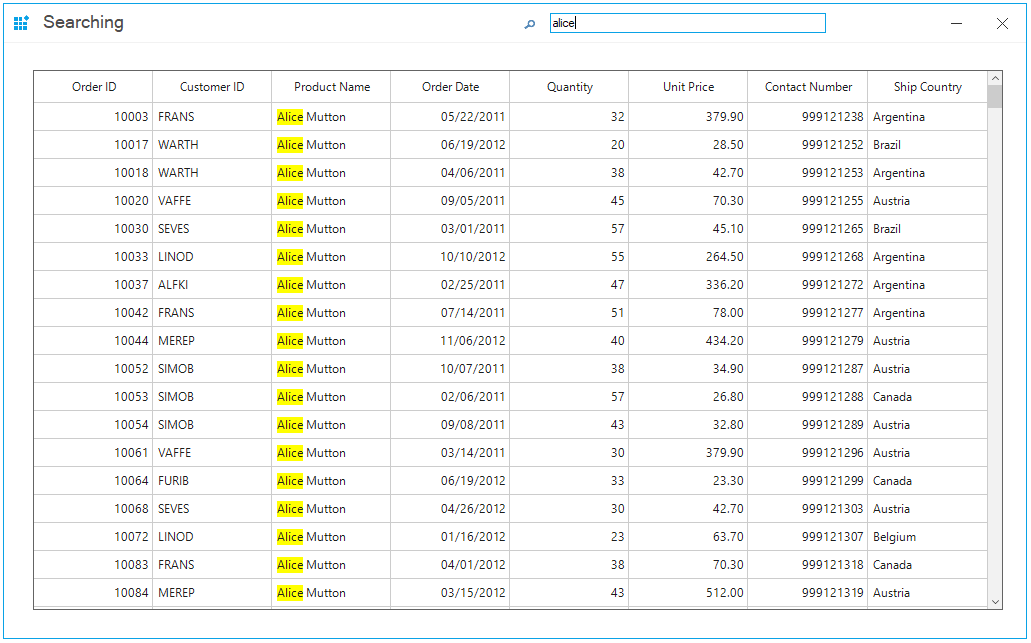 Searching alice
Order ID Customer ID Product Name Order Date Quantity Unit Price Contact Number Ship Country
10003 FRANS Alice Mutton 05/22/2011 32 379.90 999121238 Argentina
10017 WARTH Alice Mutton 06/19/2012 20 28.50 999121252 Brazil
10018 WARTH Alice Mutton 04/06/2011 38 42.70 999121253 Argentina
10020 VAFFE Alice Mutton 09/05/2011 45 70.30 999121255 Austria
10030 SEVES Alice Mutton 03/01/2011 57 45.10 999121265 Brazil
10033 LINOD Alice Mutton 10/10/2012 55 264.50 999121268 Argentina
10037 ALFKI Alice Mutton 02/25/2011 47 336.20 999121272 Argentina
10042 FRANS Alice Mutton 07/14/2011 51 78.00 999121277 Argentina
10044 MEREP Alice Mutton 11/06/2012 40 434.20 999121279 Austria
10052 SIMOB Alice Mutton 10/07/2011 38 34.90 999121287 Austria
10053 SIMOB Alice Mutton 02/06/2011 57 26.80 999121288 Canada
10054 SIMOB Alice Mutton 09/08/2011 43 32.80 999121289 Austria
10061 VAFFE Alice Mutton 03/14/2011 30 379.90 999121296 Austria
10064 FURIB Alice Mutton 06/19/2012 33 23.30 999121299 Canada
10068 SEVES Alice Mutton 04/26/2012 30 42.70 999121303 Austria
10072 LINOD Alice Mutton 01/16/2012 23 63.70 999121307 Belgium
10083 FRANS Alice Mutton 04/01/2012 38 70.30 999121318 Canada
10084 MEREP Alice Mutton 03/15/2012 43 512.00 999121319 Austria